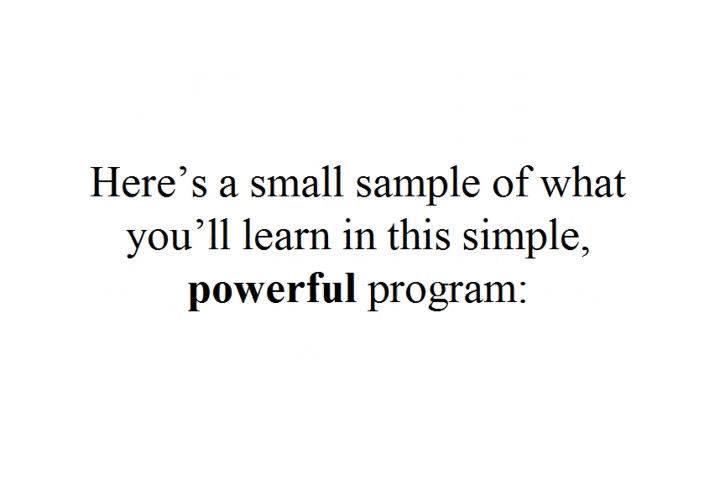 Here’s a small sample of what
you’ll learn in this simple,
powerful program: